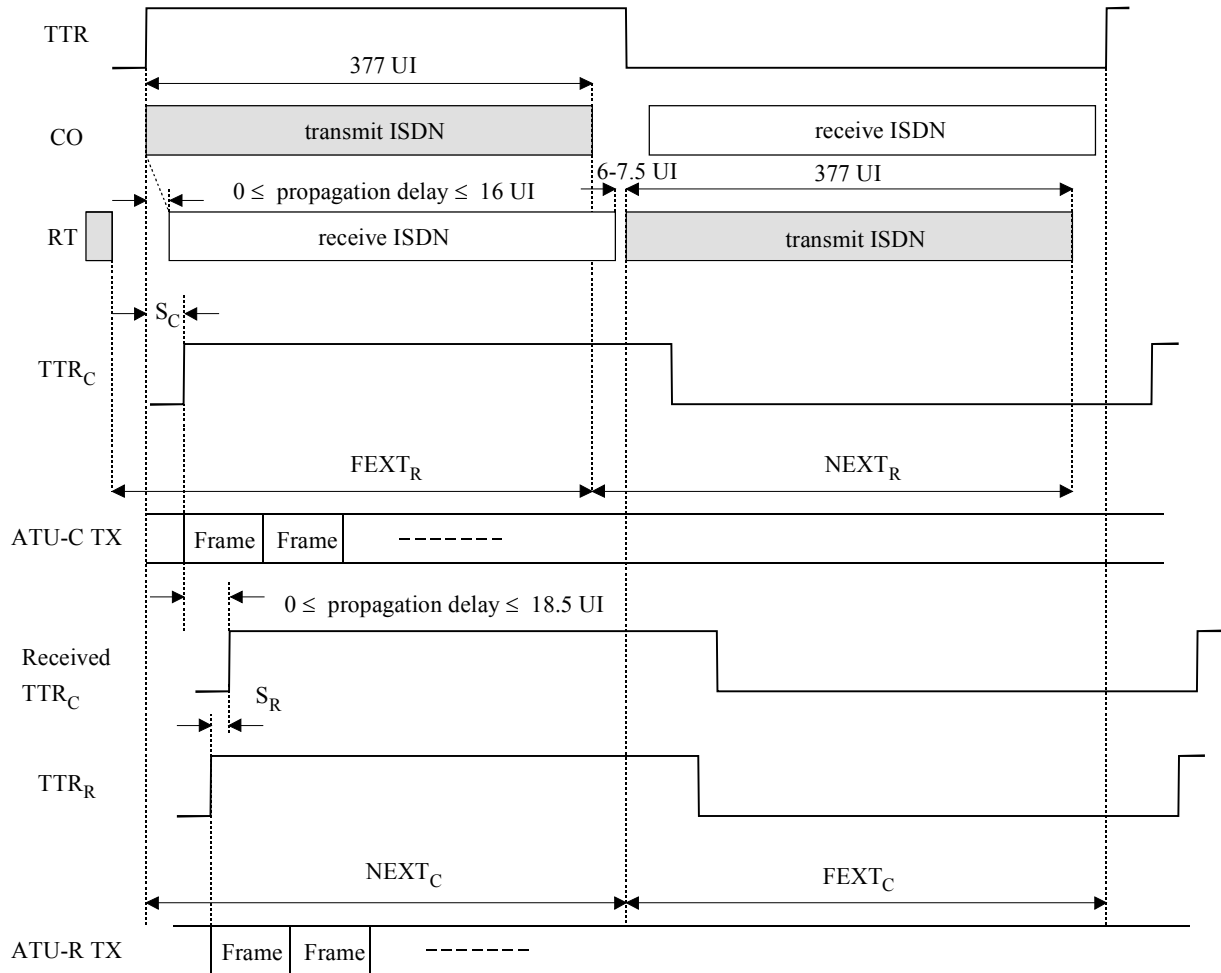 TTR
377 UI
CO
transmit ISDN
receive ISDN
6-7.5 UI
377 UI
0 ≤ propagation delay ≤ 16 UI
RT
receive ISDN
transmit ISDN
S_C
TTR_C
FEXT_R
NEXT_R
ATU-C TX
Frame
Frame
0 ≤ propagation delay ≤ 18.5 UI
Received
TTR_C
S_R
TTR_R
NEXT_C
FEXT_C
ATU-R TX
Frame
Frame